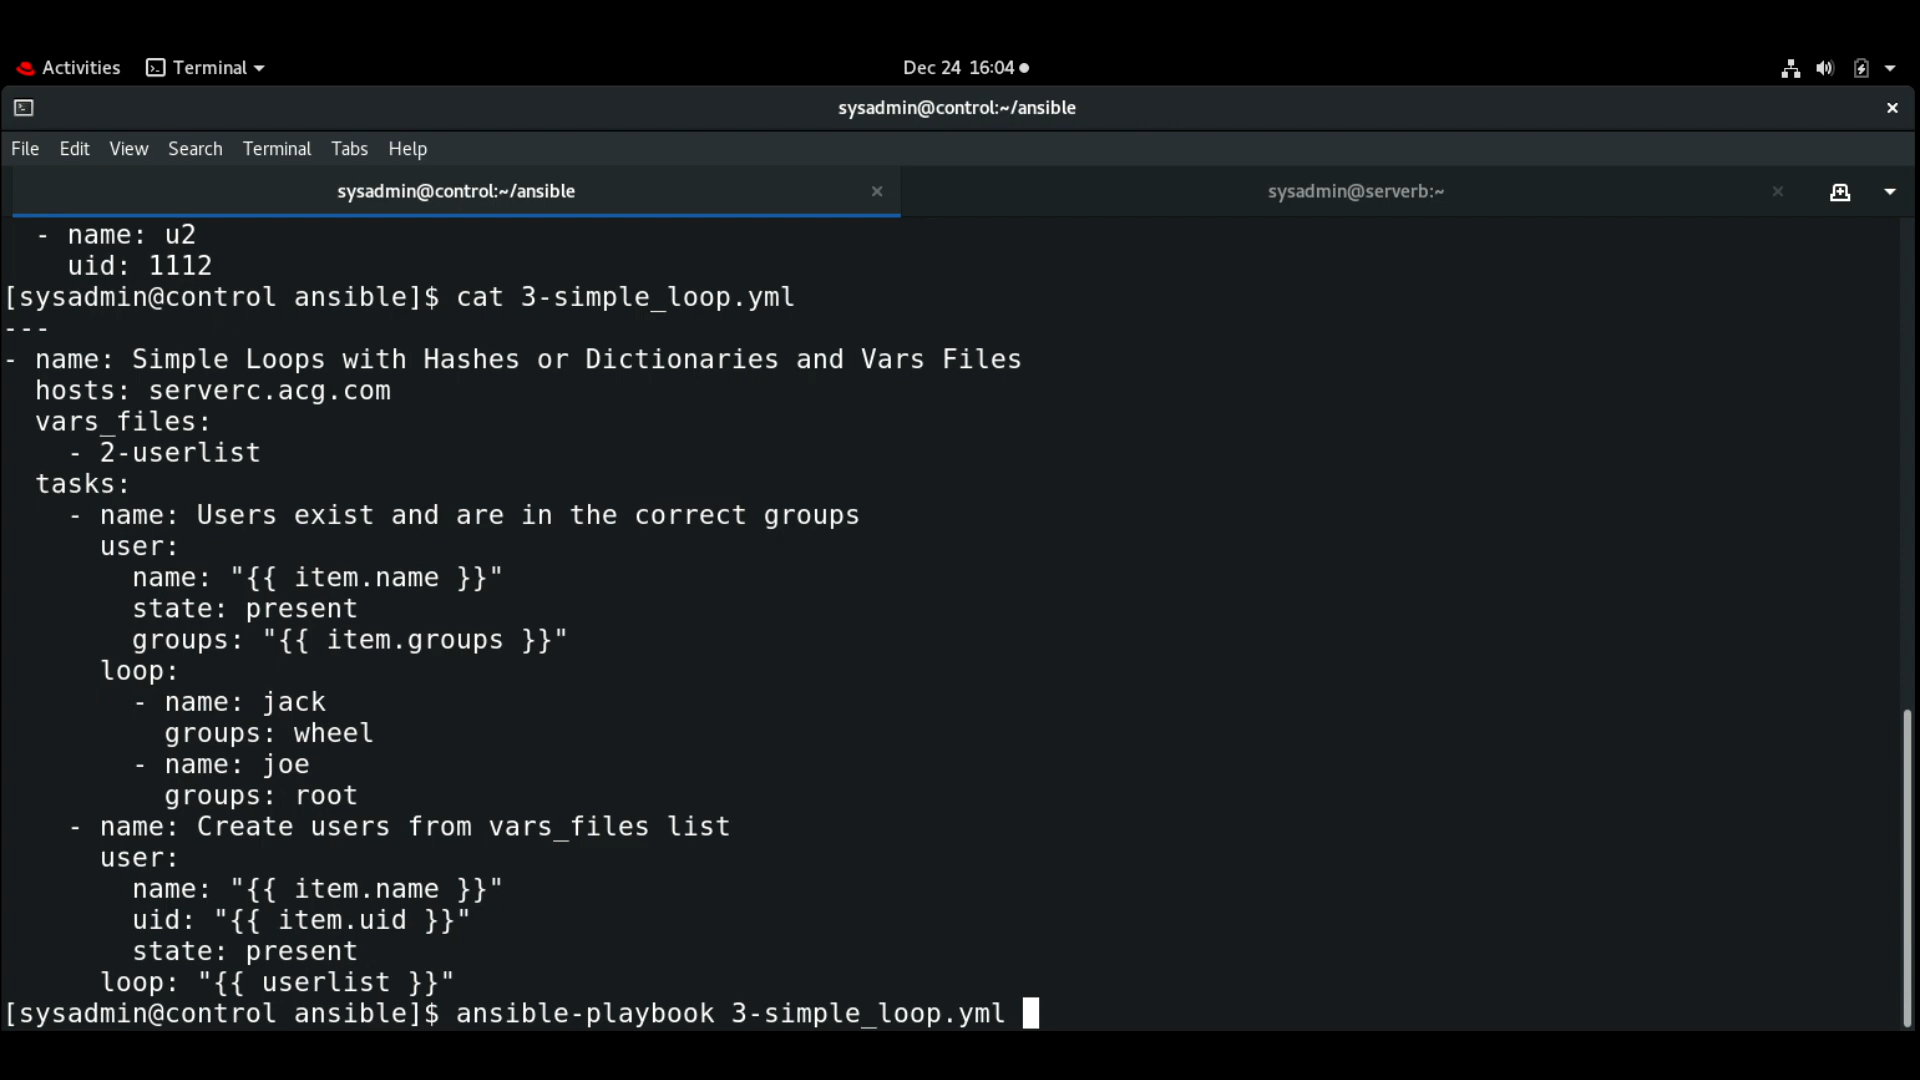 Activities Terminal Dec 24 16:04
sysadmin@control:~/ansible
File Edit View Search Terminal Tabs Help
sysadmin@control:~/ansible sysadmin@serverb:~
  - name: u2
    uid: 1112
[sysadmin@control ansible]$ cat 3-simple_loop.yml
---
- name: Simple Loops with Hashes or Dictionaries and Vars Files
  hosts: serverc.acg.com
  vars_files:
    - 2-userlist
  tasks:
    - name: Users exist and are in the correct groups
      user:
        name: "{{ item.name }}"
        state: present
        groups: "{{ item.groups }}"
      loop:
        - name: jack
          groups: wheel
        - name: joe
          groups: root
    - name: Create users from vars_files list
      user:
        name: "{{ item.name }}"
        uid: "{{ item.uid }}"
        state: present
      loop: "{{ userlist }}"
[sysadmin@control ansible]$ ansible-playbook 3-simple_loop.yml